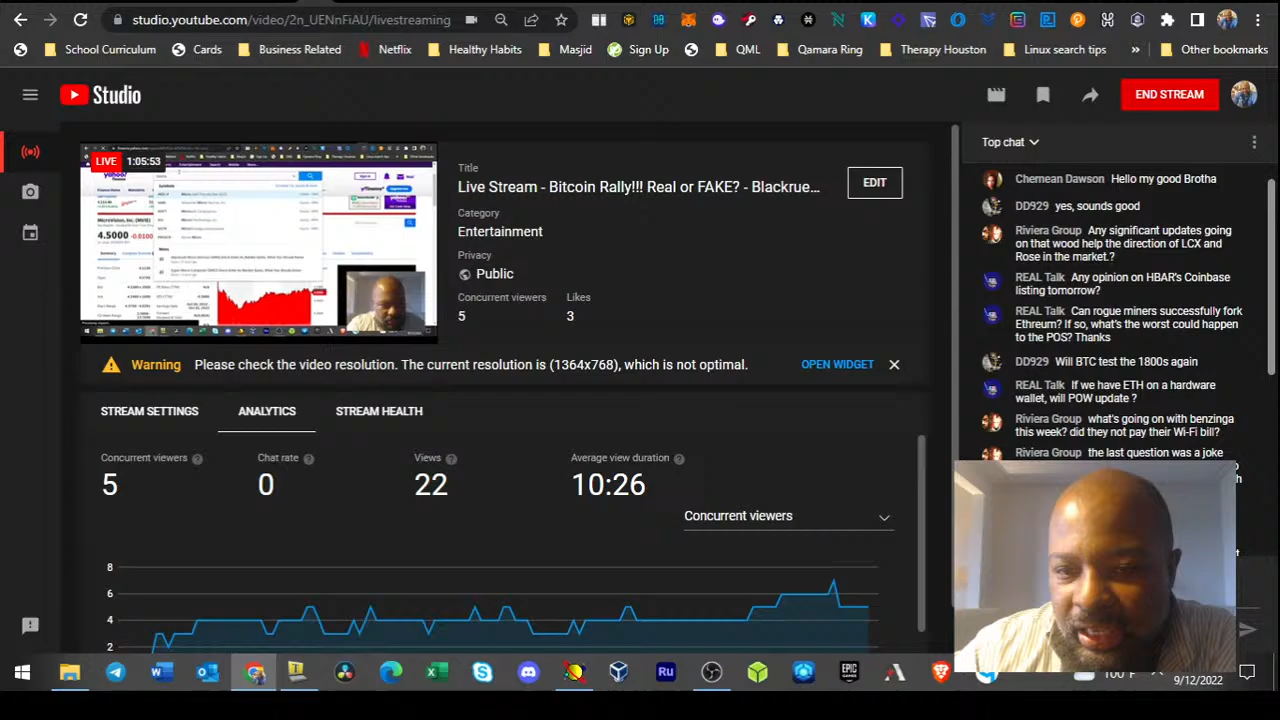 studio.youtube.com/video/2n_UENnFiAU/livestreaming
School Curriculum Cards Business Related Netflix Healthy Habits Masjid Sign Up QML Qamara Ring Therapy Houston Linux search tips » Other bookmarks
Studio
END STREAM
LIVE 1:05:53
4.5000
Title
Live Stream - Bitcoin Rally!!! Real or FAKE? - Blackrue...
EDIT
Category
Entertainment
Privacy
Public
Concurrent viewers Likes
5 3
Warning Please check the video resolution. The current resolution is (1364x768), which is not optimal. OPEN WIDGET
STREAM SETTINGS ANALYTICS STREAM HEALTH
Concurrent viewers Chat rate Views Average view duration
5 0 22 10:26
Concurrent viewers
8
6
4
2
Top chat
Hello my good Brotha
DD929 yes sound good
Riviera Group Any significant updates going
on that would help the direction of LCX and
Rose in the market?
REAL Talk Any opinion on HBAR's Coinbase
listing tomorrow?
REAL Talk Can rogue miners successfully fork
Ethreum? If so, whats the worst could happen
to the POS? Thanks
DD929 Will BTC test the 1800s again
REAL Talk If we have ETH on a hardware
wallet, will POW update ?
Riviera Group what's going on with benzinga
this week? did they not pay their Wi-Fi bill?
Riviera Group the last question was a joke
Ru
EPIC
GAMES
9/12/2022